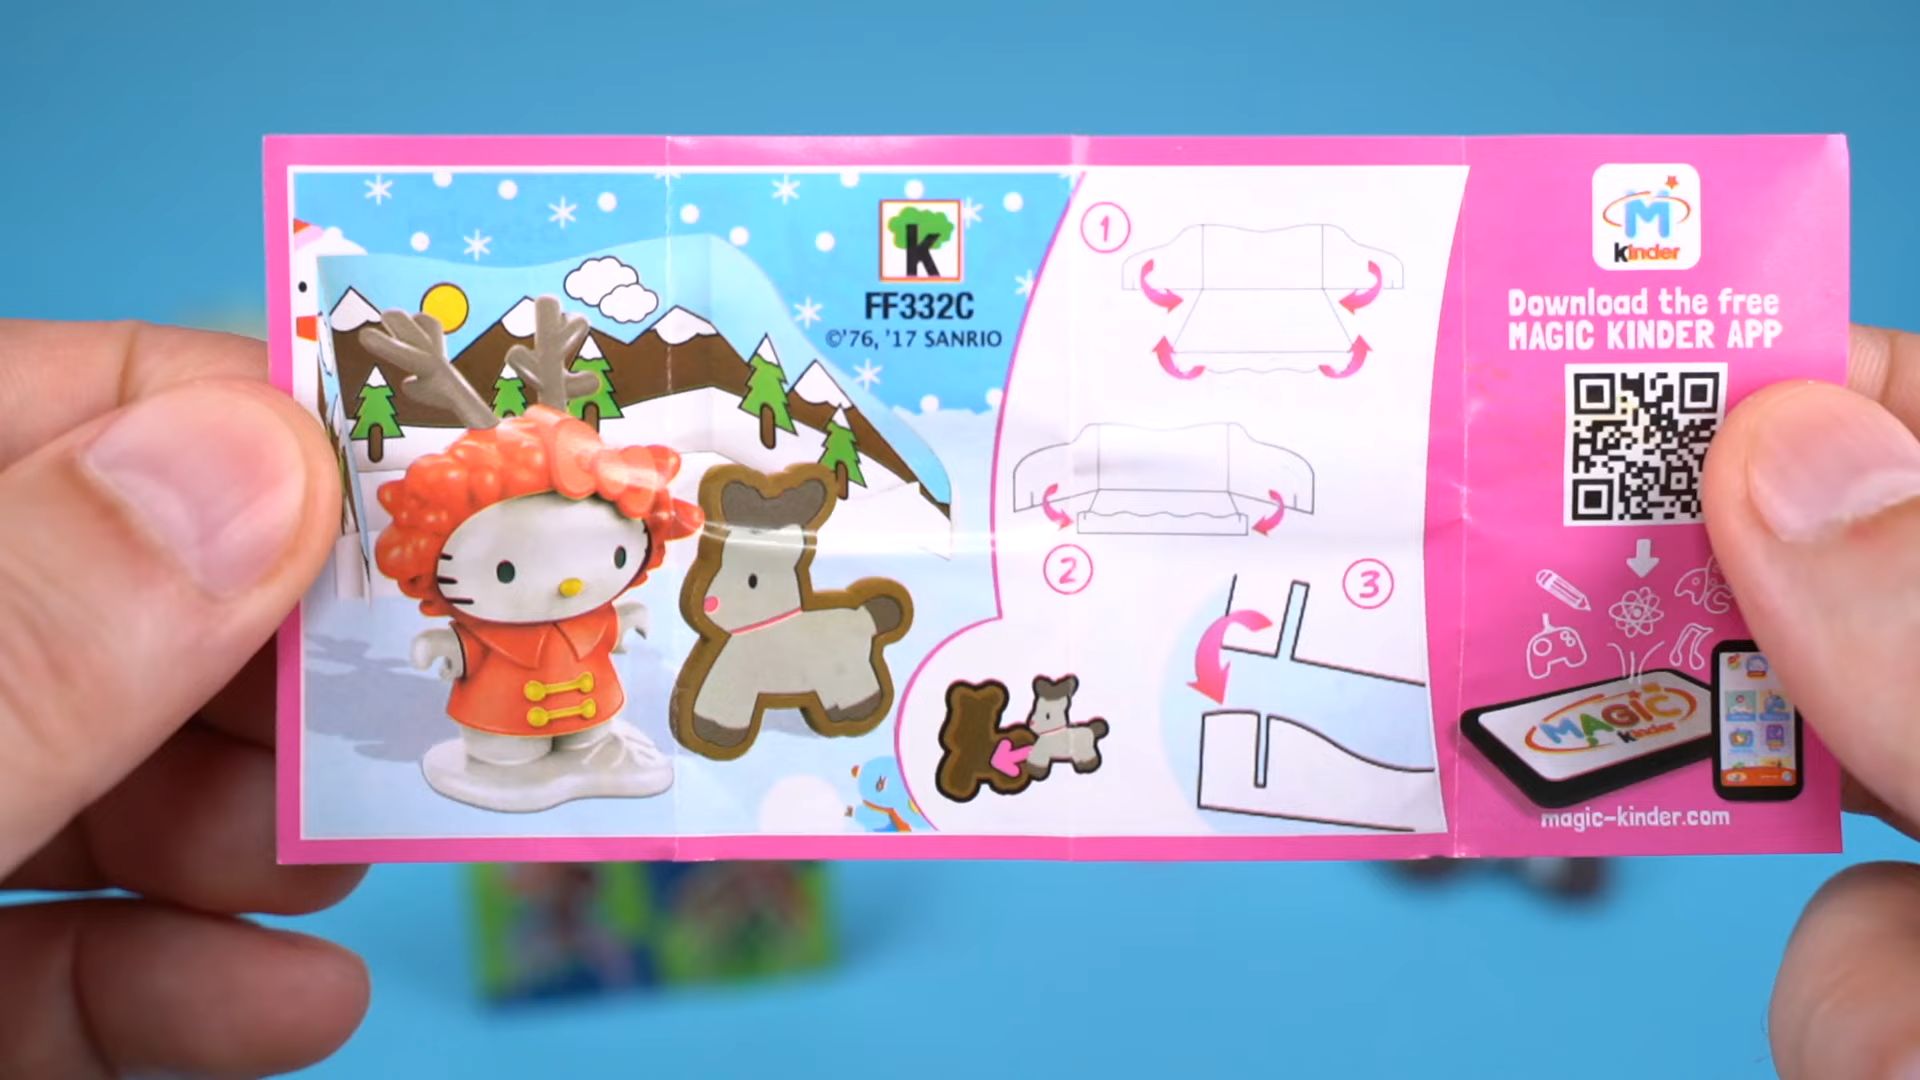 k
FF332C
©'76, '17 SANRIO
1
2
3
M
kinder
Download the free
MAGIC KINDER APP
MAGIC
kinder
magic-kinder.com